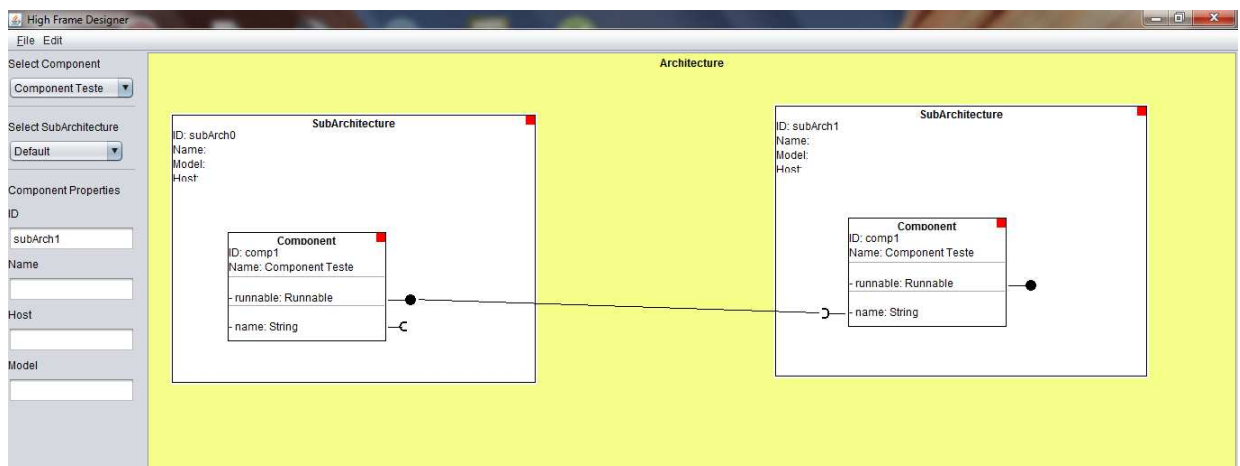 High Frame Designer
File Edit
Select Component
Component Teste
Select SubArchitecture
Default
Component Properties
ID
subArch1
Name
Host
Model
Architecture
SubArchitecture
ID: subArch0
Name:
Model:
Host:
Component
ID: comp1
Name: Component Teste
- runnable: Runnable
- name: String
SubArchitecture
ID: subArch1
Name:
Model:
Host:
Component
ID: comp1
Name: Component Teste
- runnable: Runnable
- name: String